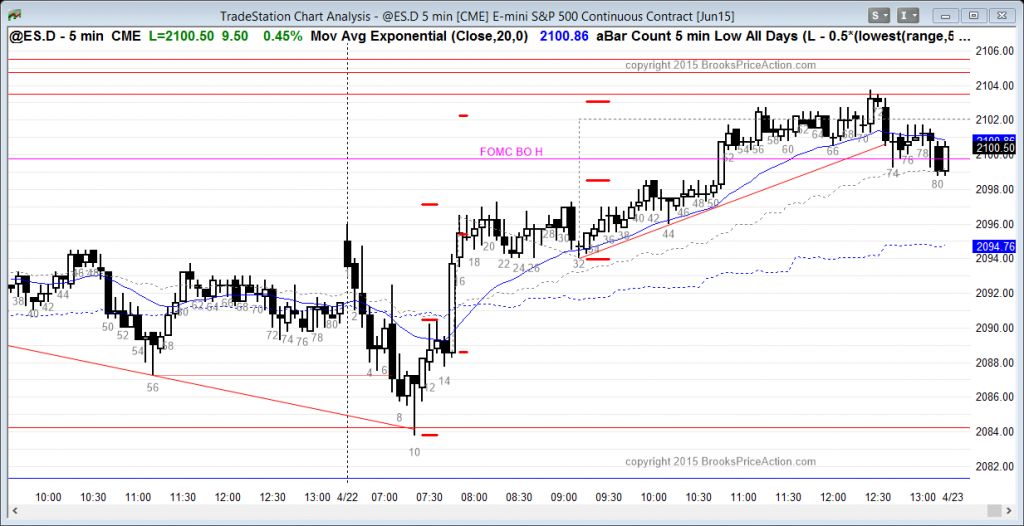 TradeStation Chart Analysis - @ES.D 5 min [CME] E-mini S&P 500 Continuous Contract [Jun15]
S I
@ES.D - 5 min CME L=2100.50 9.50 0.45% Mov Avg Exponential (Close,20,0) 2100.86 aBar Count 5 min Low All Days (L - 0.5*(lowest(range,5 ...
2106.00
copyright 2015 BrooksPriceAction.com
2104.00
72
2102.00
52 54 56 58 60 62 64 66 68 70
2100.86
2100.50
2100.00
FOMC BO H
74 76 78 80
2098.00
2096.00
40 42 44 46 48 50
2094.76
2094.00
16 18 20 22 24 26 28 30 32 34 36 38
2092.00
38 40 42 44 46 48
60 62 64 66 68 70
2090.00
50 52 54 58 72 74 76 78 80 2
2088.00
56 4 6 12 14
2086.00
8
2084.00
10
copyright 2015 BrooksPriceAction.com
2082.00
10:00 10:30 11:00 11:30 12:00 12:30 13:00 4/22 07:00 07:30 08:00 08:30 09:00 09:30 10:00 10:30 11:00 11:30 12:00 12:30 13:00 4/23